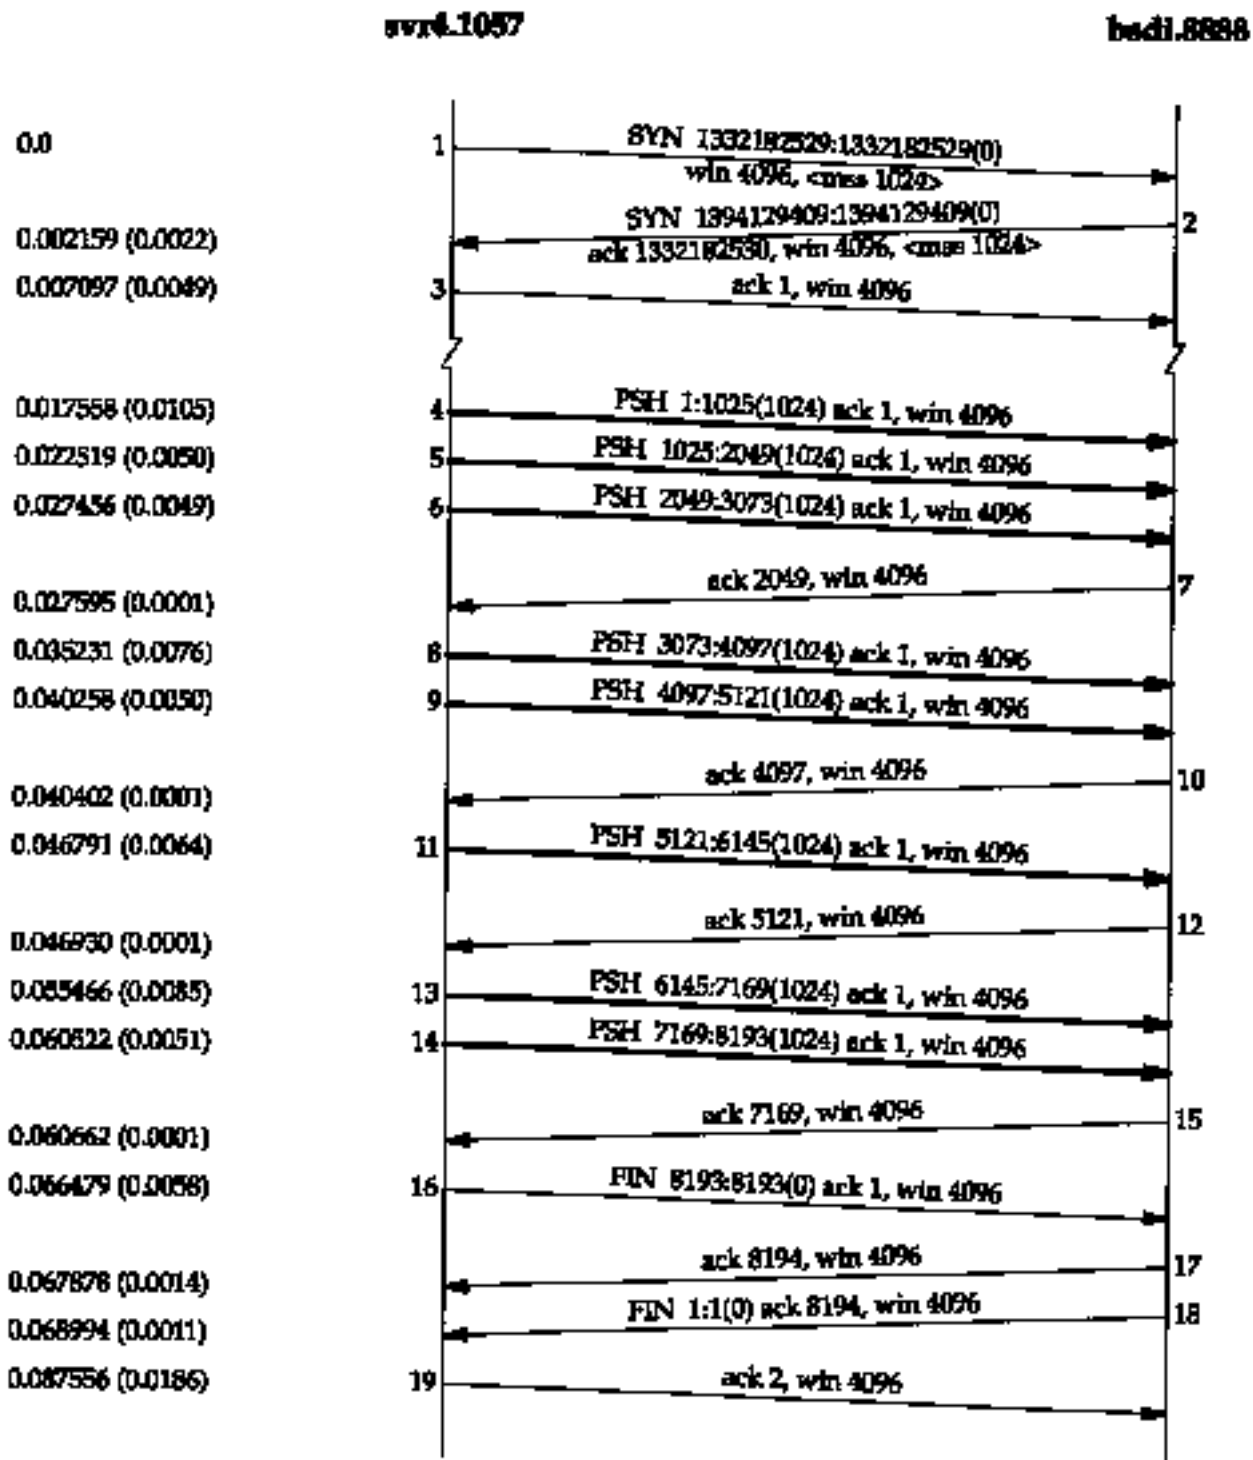 svr4.1057 bsdi.8888
0.0 1 SYN 1332182529:1332182529(0)
win 4096, <mss 1024>
SYN 1394129409:1394129409(0) 2
0.002159 (0.0022) ack 1332182530, win 4096, <mss 1024>
0.007097 (0.0049) 3 ack 1, win 4096
0.017558 (0.0105) 4 PSH 1:1025(1024) ack 1, win 4096
0.022519 (0.0050) 5 PSH 1025:2049(1024) ack 1, win 4096
0.027456 (0.0049) 6 PSH 2049:3073(1024) ack 1, win 4096
ack 2049, win 4096 7
0.027595 (0.0001)
0.035231 (0.0076) 8 PSH 3073:4097(1024) ack 1, win 4096
0.040258 (0.0050) 9 PSH 4097:5121(1024) ack 1, win 4096
ack 4097, win 4096 10
0.040402 (0.0001)
0.046791 (0.0064) 11 PSH 5121:6145(1024) ack 1, win 4096
ack 5121, win 4096 12
0.046930 (0.0001)
0.055466 (0.0085) 13 PSH 6145:7169(1024) ack 1, win 4096
0.060522 (0.0051) 14 PSH 7169:8193(1024) ack 1, win 4096
ack 7169, win 4096 15
0.060662 (0.0001)
0.066479 (0.0058) 16 FIN 8193:8193(0) ack 1, win 4096
ack 8194, win 4096 17
0.067878 (0.0014)
FIN 1:1(0) ack 8194, win 4096 18
0.068994 (0.0011)
0.087556 (0.0186) 19 ack 2, win 4096